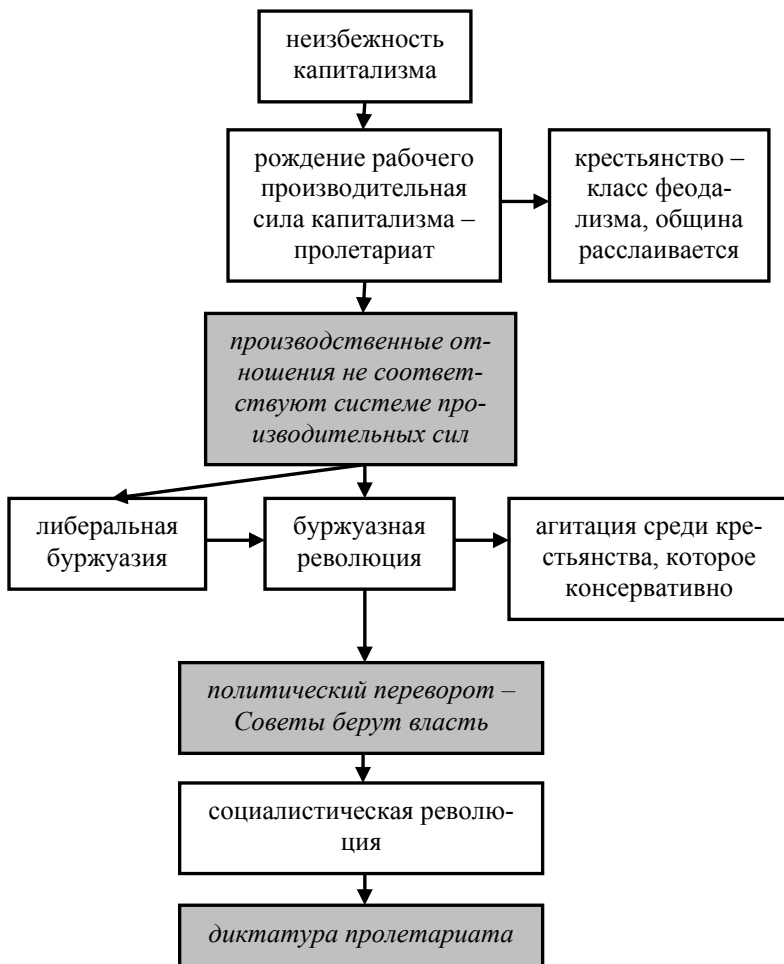 неизбежность
капитализма
рождение рабочего
производительная
сила капитализма –
пролетариат
крестьянство –
класс феода-
лизма, община
расслаивается
производственные от-
ношения не соответ-
ствуют системе про-
изводительных сил
либеральная
буржуазия
буржуазная
революция
агитация среди кре-
стьянства, которое
консервативно
политический переворот –
Советы берут власть
социалистическая револю-
ция
диктатура пролетариата